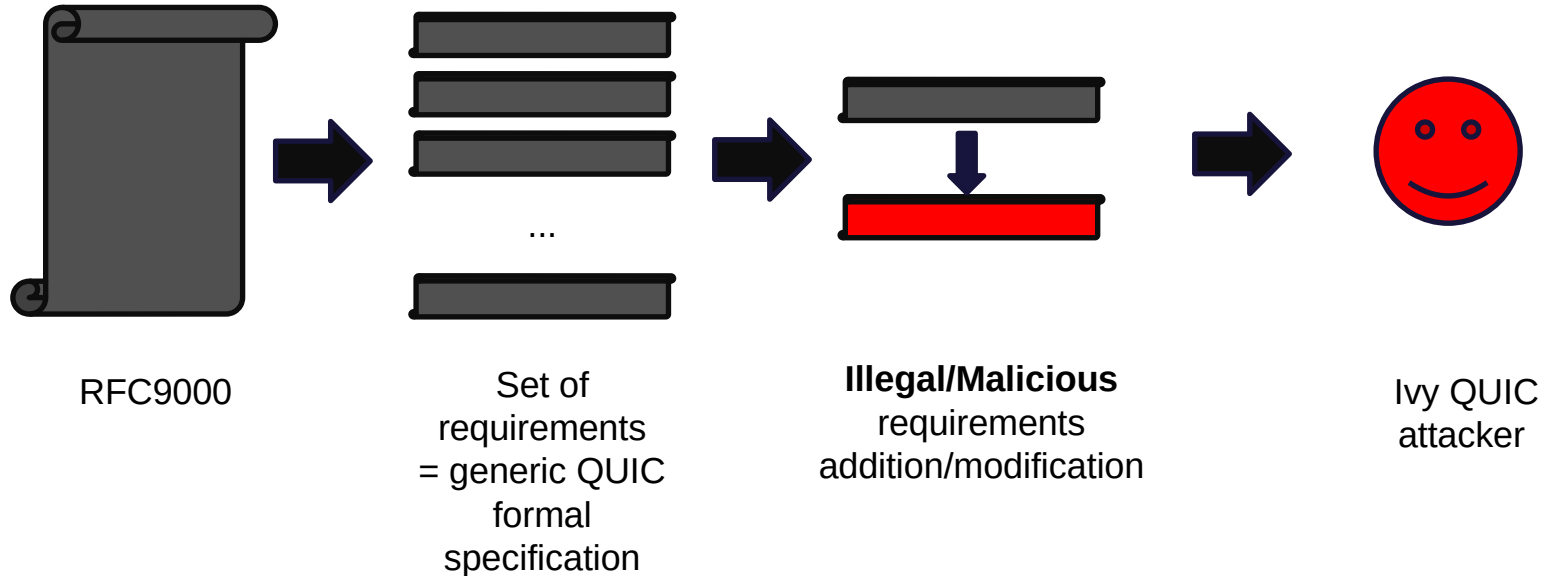 ...
RFC9000
Set of
requirements
= generic QUIC
formal
specification
Illegal/Malicious
requirements
addition/modification
Ivy QUIC
attacker